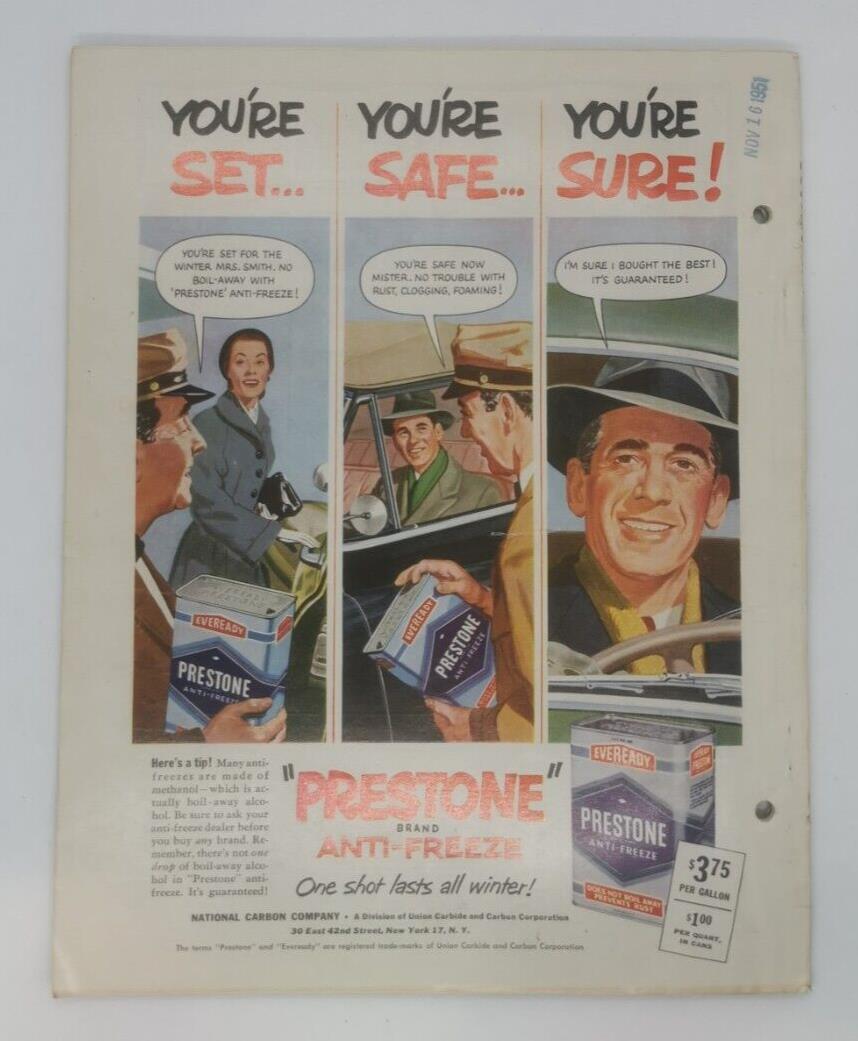 NOV 16 1951
YOU'RE
SET...
YOU'RE
SAFE...
YOU'RE
SURE!
YOU'RE SET FOR THE
WINTER MRS. SMITH. NO
BOIL-AWAY WITH
'PRESTONE' ANTI-FREEZE!
YOU'RE SAFE NOW
MISTER. NO TROUBLE WITH
RUST, CLOGGING, FOAMING!
I'M SURE I BOUGHT THE BEST!
IT'S GUARANTEED!
EVEREADY
PRESTONE
ANTI-FREEZE
EVEREADY
PRESTONE
ANTI-FREEZE
Here's a tip! Many anti-
freezes are made of
methanol—which is ac-
tually boil-away alco-
hol. Be sure to ask your
anti-freeze dealer before
you buy any brand. Re-
member, there's not one
drop of boil-away alco-
hol in "Prestone" anti-
freeze. It's guaranteed!
"PRESTONE"
BRAND
ANTI-FREEZE
One shot lasts all winter!
EVEREADY
PRESTONE
ANTI-FREEZE
DOES NOT BOIL AWAY
PREVENTS RUST
EVEREADY
PRESTONE
$3.75
PER GALLON
$1.00
PER QUART,
IN CANS
NATIONAL CARBON COMPANY • A Division of Union Carbide and Carbon Corporation
30 East 42nd Street, New York 17, N. Y.
The terms "Prestone" and "Eveready" are registered trade-marks of Union Carbide and Carbon Corporation